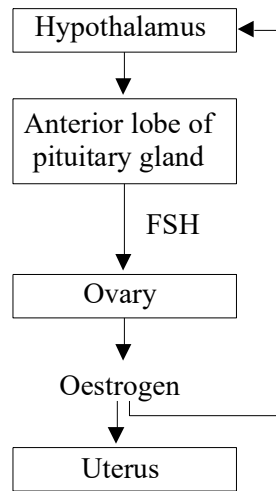 Hypothalamus
Anterior lobe of
pituitary gland
FSH
Ovary
Oestrogen
Uterus